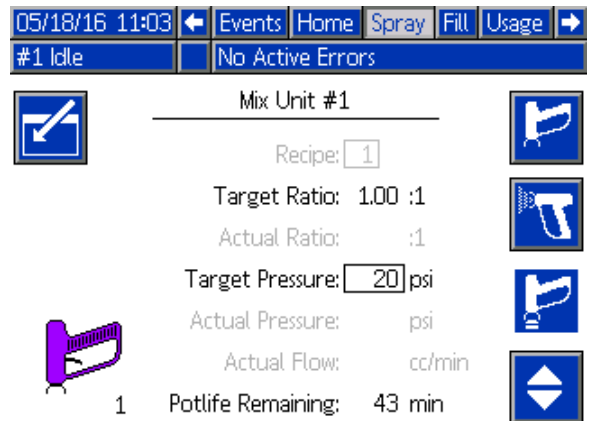 05/18/16 11:03 Events Home Spray Fill Usage
#1 Idle No Active Errors
Mix Unit #1
Recipe: 1
Target Ratio: 1.00 :1
Actual Ratio: :1
Target Pressure: 20 psi
Actual Pressure: psi
Actual Flow: cc/min
1 Potlife Remaining: 43 min